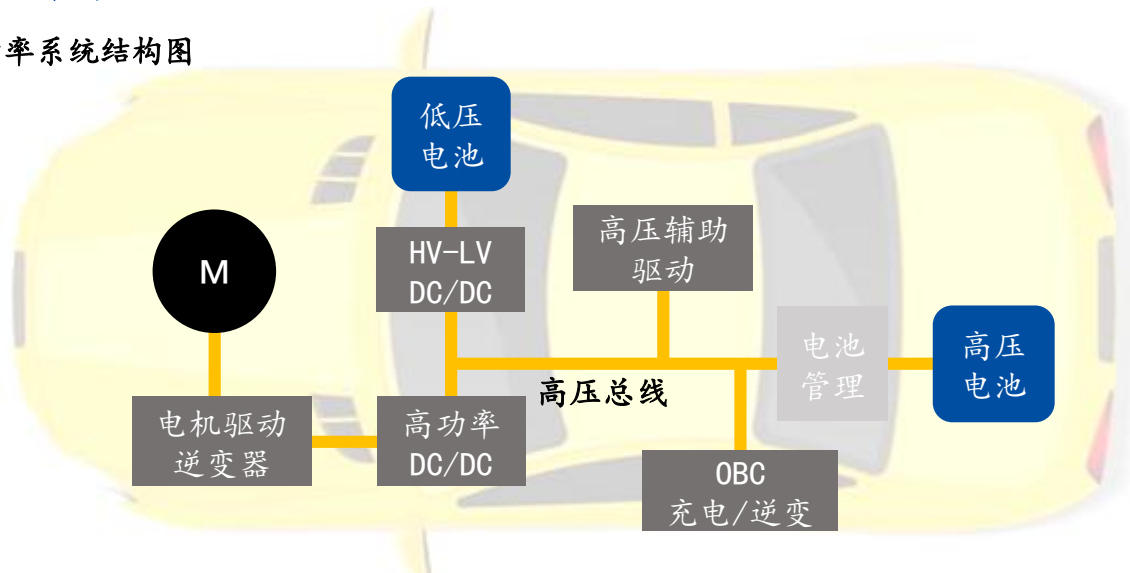 率系统结构图
低压
电池
HV-LV
DC/DC
高压辅助
驱动
M
电池
管理
高压
电池
高压总线
电机驱动
逆变器
高功率
DC/DC
OBC
充电/逆变